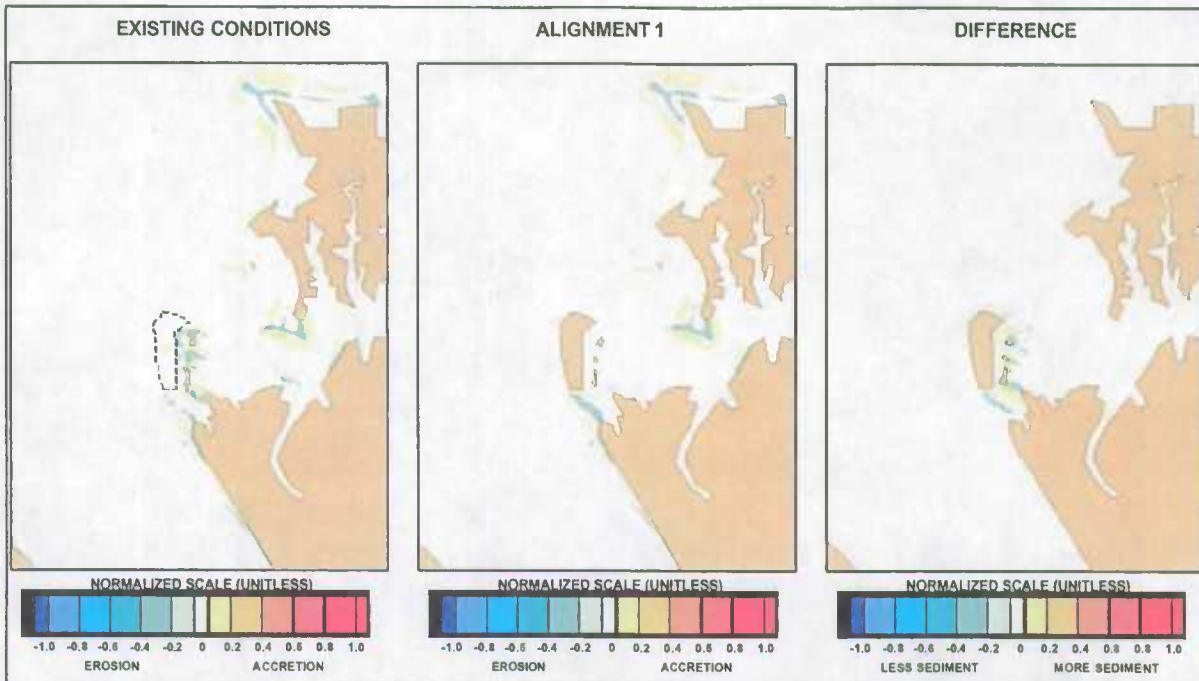 EXISTING CONDITIONS
ALIGNMENT 1
DIFFERENCE
NORMALIZED SCALE (UNITLESS)
-1.0 -0.8 -0.6 -0.4 -0.2 0 0.2 0.4 0.6 0.8 1.0
EROSION ACCRETION
NORMALIZED SCALE (UNITLESS)
-1.0 -0.8 -0.6 -0.4 -0.2 0 0.2 0.4 0.6 0.8 1.0
EROSION ACCRETION
NORMALIZED SCALE (UNITLESS)
-1.0 -0.8 -0.6 -0.4 -0.2 0 0.2 0.4 0.6 0.8 1.0
LESS SEDIMENT MORE SEDIMENT